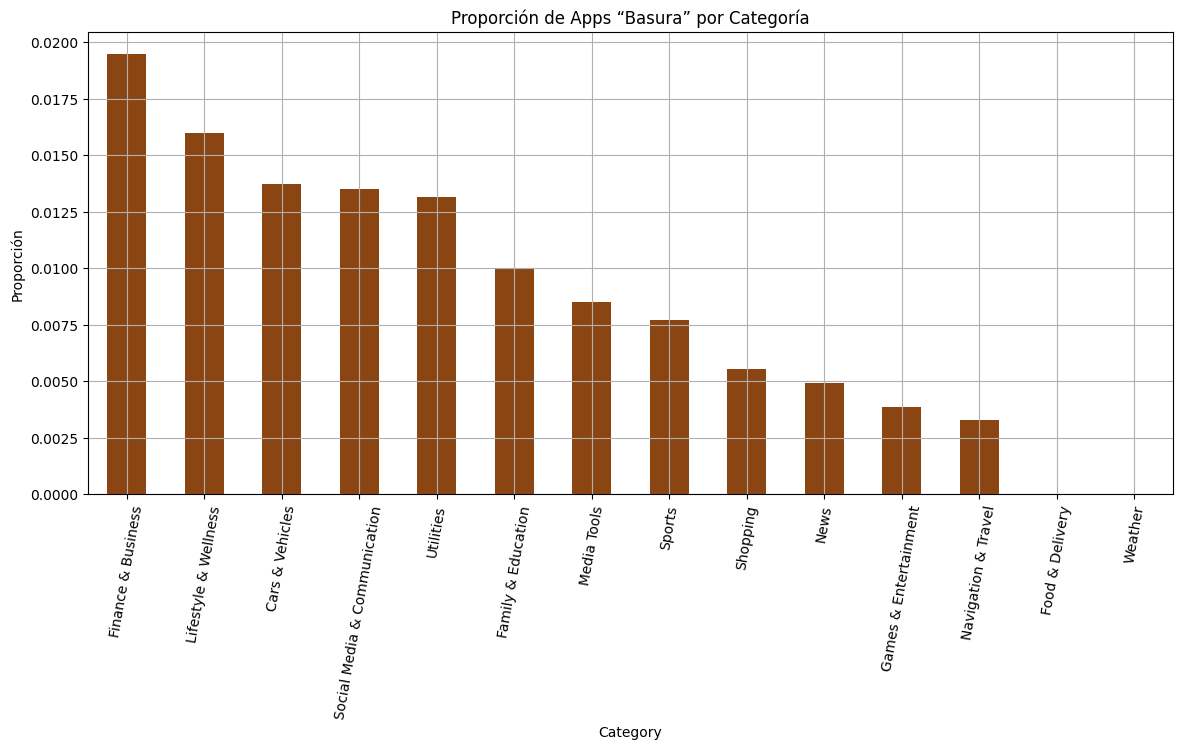 Proporción de Apps “Basura” por Categoría
0.0200
0.0175
0.0150
0.0125
0.0100
0.0075
0.0050
0.0025
0.0000
Proporción
Finance & Business
Lifestyle & Wellness
Cars & Vehicles
Social Media & Communication
Utilities
Family & Education
Media Tools
Sports
Shopping
News
Games & Entertainment
Navigation & Travel
Food & Delivery
Weather
Category